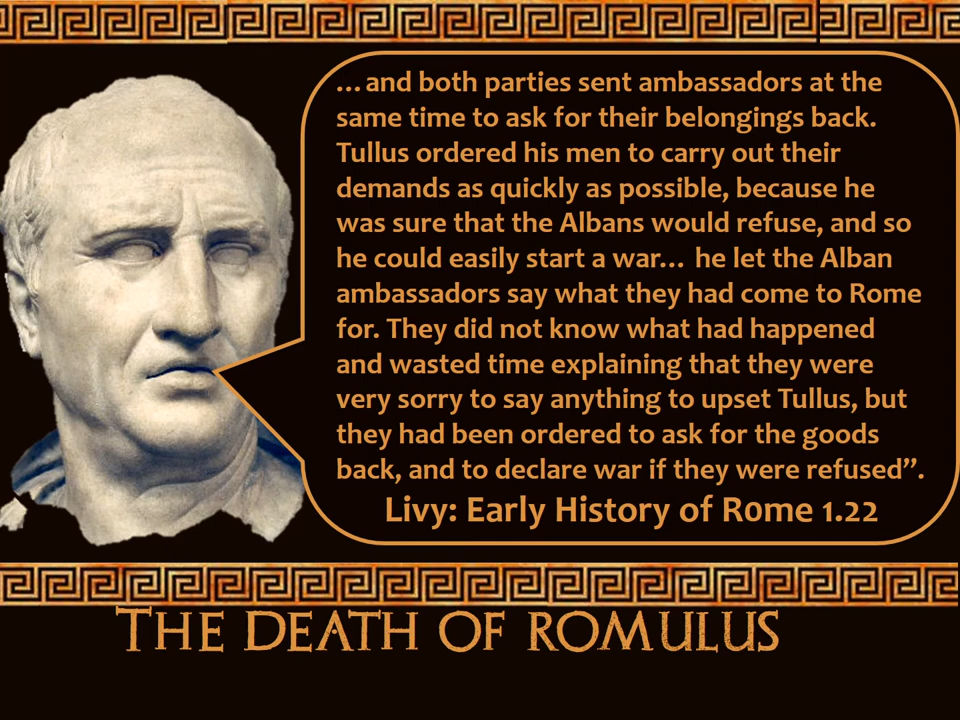 …and both parties sent ambassadors at the
same time to ask for their belongings back.
Tullus ordered his men to carry out their
demands as quickly as possible, because he
was sure that the Albans would refuse, and so
he could easily start a war… he let the Alban
ambassadors say what they had come to Rome
for. They did not know what had happened
and wasted time explaining that they were
very sorry to say anything to upset Tullus, but
they had been ordered to ask for the goods
back, and to declare war if they were refused”.
Livy: Early History of R0me 1.22
The death of Romulus